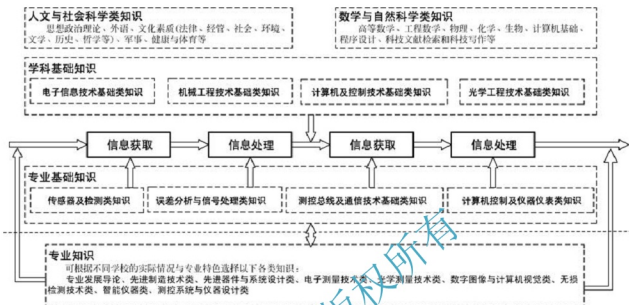 人文与社会科学类知识
思想政治理论、外语、文化素质(法律、经管、社会、环境、
文学、历史、哲学等)、军事、健康与体育等
数学与自然科学类知识
高等数学、工程数学、物理、化学、生物、计算机基础、
程序设计、科技文献检索和科技写作等
学科基础知识
电子信息技术基础类知识
机械工程技术基础类知识
计算机及控制技术基础类知识
光学工程技术基础类知识
信息获取
信息处理
信息获取
信息处理
专业基础知识
传感器及检测类知识
误差分析与信号处理类知识
测控总线及通信技术基础类知识
计算机控制及仪器仪表类知识
专业知识
可根据不同学校的实际情况与专业特色选择以下各类知识：
专业发展导论、先进制造技术类、先进器件与系统设计类、电子测量技术类、光学测量技术类、数字图像与计算机视觉类、无损
检测技术类、智能仪器类、测控系统与仪器设计类
版权所有